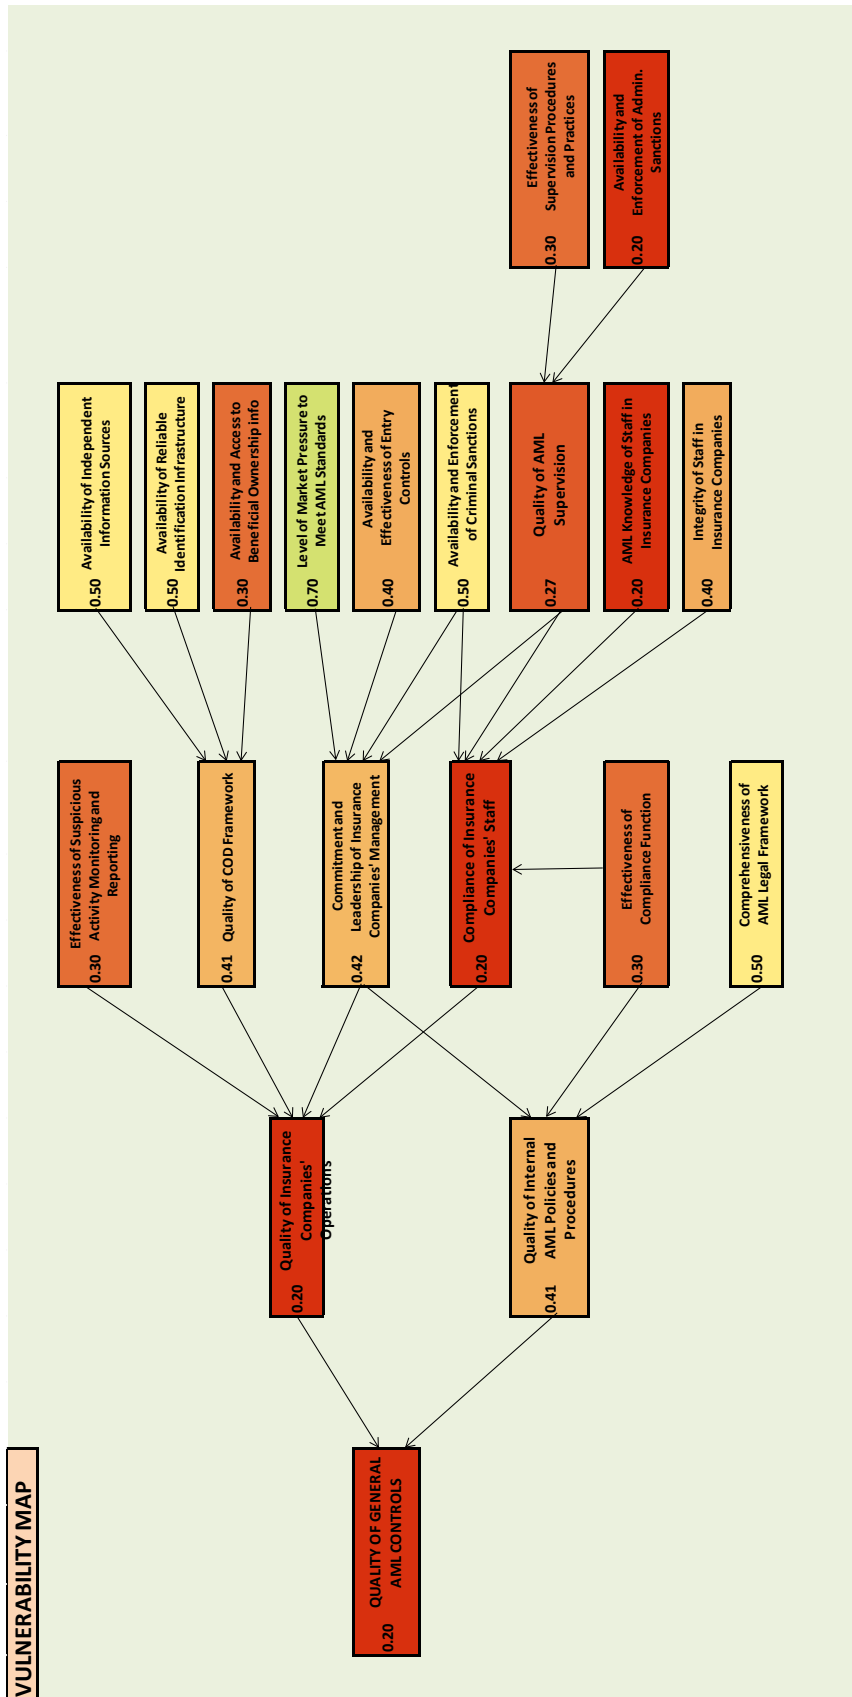 VULNERABILITY MAP
QUALITY OF GENERAL
AML CONTROLS
0.20
Quality of Insurance
Companies'
Operations
0.20
Quality of Internal
AML Policies and
Procedures
0.41
Effectiveness of Suspicious
Activity Monitoring and
Reporting
0.30
Quality of COD Framework
0.41
Commitment and
Leadership of Insurance
Companies' Management
0.42
Compliance of Insurance
Companies' Staff
0.20
Effectiveness of
Compliance Function
0.30
Comprehensiveness of
AML Legal Framework
0.50
Availability of Independent
Information Sources
0.50
Availability of Reliable
Identification Infrastructure
0.50
Availability and Access to
Beneficial Ownership info
0.30
Level of Market Pressure to
Meet AML Standards
0.70
Availability and
Effectiveness of Entry
Controls
0.40
Availability and Enforcement
of Criminal Sanctions
0.50
Quality of AML
Supervision
0.27
AML Knowledge of Staff in
Insurance Companies
0.20
Integrity of Staff in
Insurance Companies
0.40
Effectiveness of
Supervision Procedures
and Practices
0.30
Availability and
Enforcement of Admin.
Sanctions
0.20